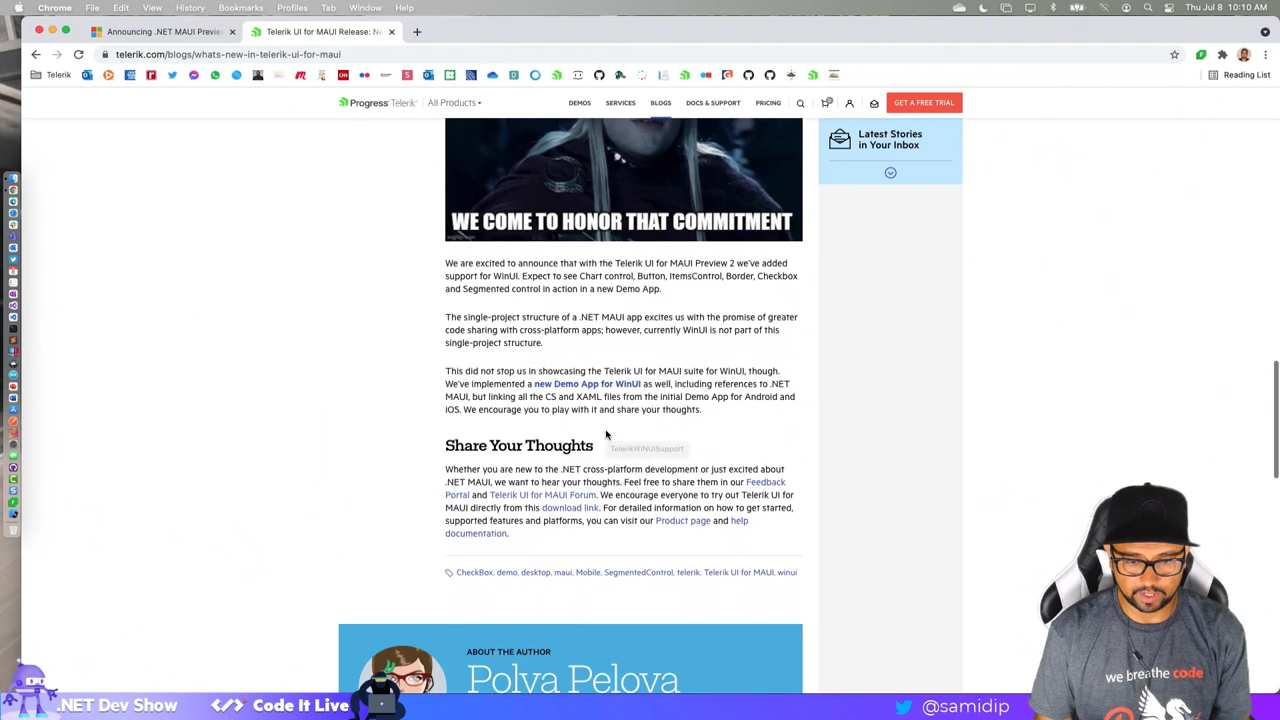 Chrome File Edit View History Bookmarks Profiles Tab Window Help
Thu Jul 8 10:10 AM
Announcing .NET MAUI Previe
Telerik UI for MAUI Release: Ne
telerik.com/blogs/whats-new-in-telerik-ui-for-maui
Telerik
Reading List
Progress Telerik All Products
DEMOS SERVICES BLOGS DOCS & SUPPORT PRICING
GET A FREE TRIAL
Latest Stories
in Your Inbox
WE COME TO HONOR THAT COMMITMENT
We are excited to announce that with the Telerik UI for MAUI Preview 2 we've added
support for WinUI. Expect to see Chart control, Button, ItemsControl, Border, Checkbox
and Segmented control in action in a new Demo App.
The single-project structure of a .NET MAUI app excites us with the promise of greater
code sharing with cross-platform apps; however, currently WinUI is not part of this
single-project structure.
This did not stop us in showcasing the Telerik UI for MAUI suite for WinUI, though.
We've implemented a new Demo App for WinUI as well, including references to .NET
MAUI, but linking all the CS and XAML files from the initial Demo App for Android and
iOS. We encourage you to play with it and share your thoughts.
Share Your Thoughts
TelerikWINUISupport
Whether you are new to the .NET cross-platform development or just excited about
.NET MAUI, we want to hear your thoughts. Feel free to share them in our Feedback
Portal and Telerik UI for MAUI Forum. We encourage everyone to try out Telerik UI for
MAUI directly from this download link. For detailed information on how to get started,
supported features and platforms, you can visit our Product page and help
documentation.
CheckBox, demo, desktop, maui, Mobile, SegmentedControl, telerik, Telerik UI for MAUI, winui
ABOUT THE AUTHOR
Polya Pelova
we breathe code
.NET Dev Show
Code It Live
@samidip